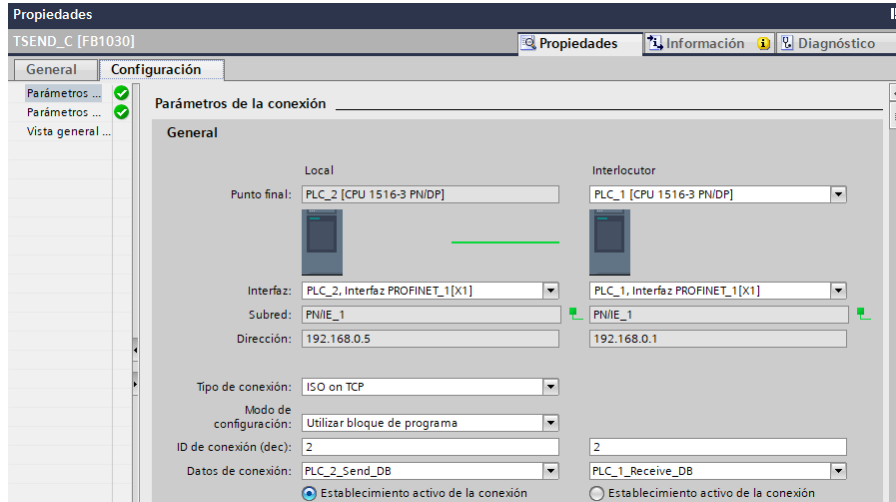 Propiedades
TSEND_C [FB1030]
Propiedades Información Diagnóstico
General Configuración
Parámetros ...
Parámetros ...
Vista general ...
Parámetros de la conexión
General
Local Interlocutor
Punto final: PLC_2 [CPU 1516-3 PN/DP] PLC_1 [CPU 1516-3 PN/DP]
Interfaz: PLC_2, Interfaz PROFINET_1[X1] PLC_1, Interfaz PROFINET_1[X1]
Subred: PN/IE_1 PN/IE_1
Dirección: 192.168.0.5 192.168.0.1
Tipo de conexión: ISO on TCP
Modo de
configuración: Utilizar bloque de programa
ID de conexión (dec): 2 2
Datos de conexión: PLC_2_Send_DB PLC_1_Receive_DB
Establecimiento activo de la conexión Establecimiento activo de la conexión